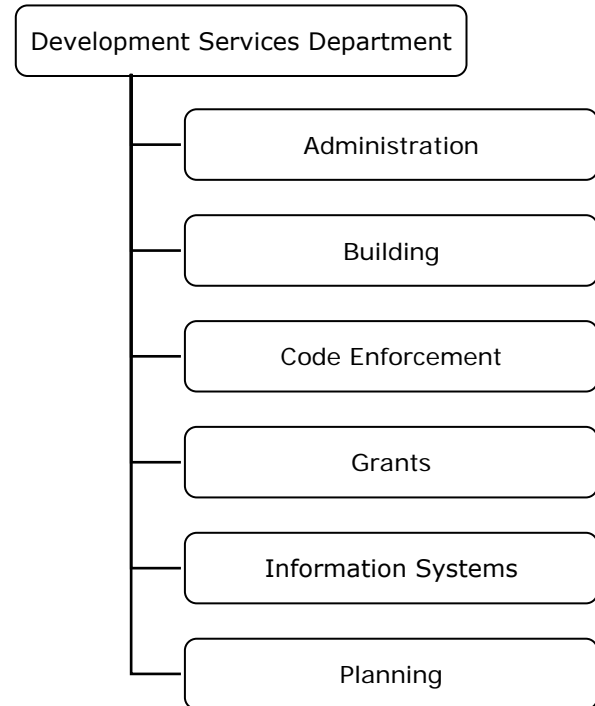 Development Services Department
Administration
Building
Code Enforcement
Grants
Information Systems
Planning